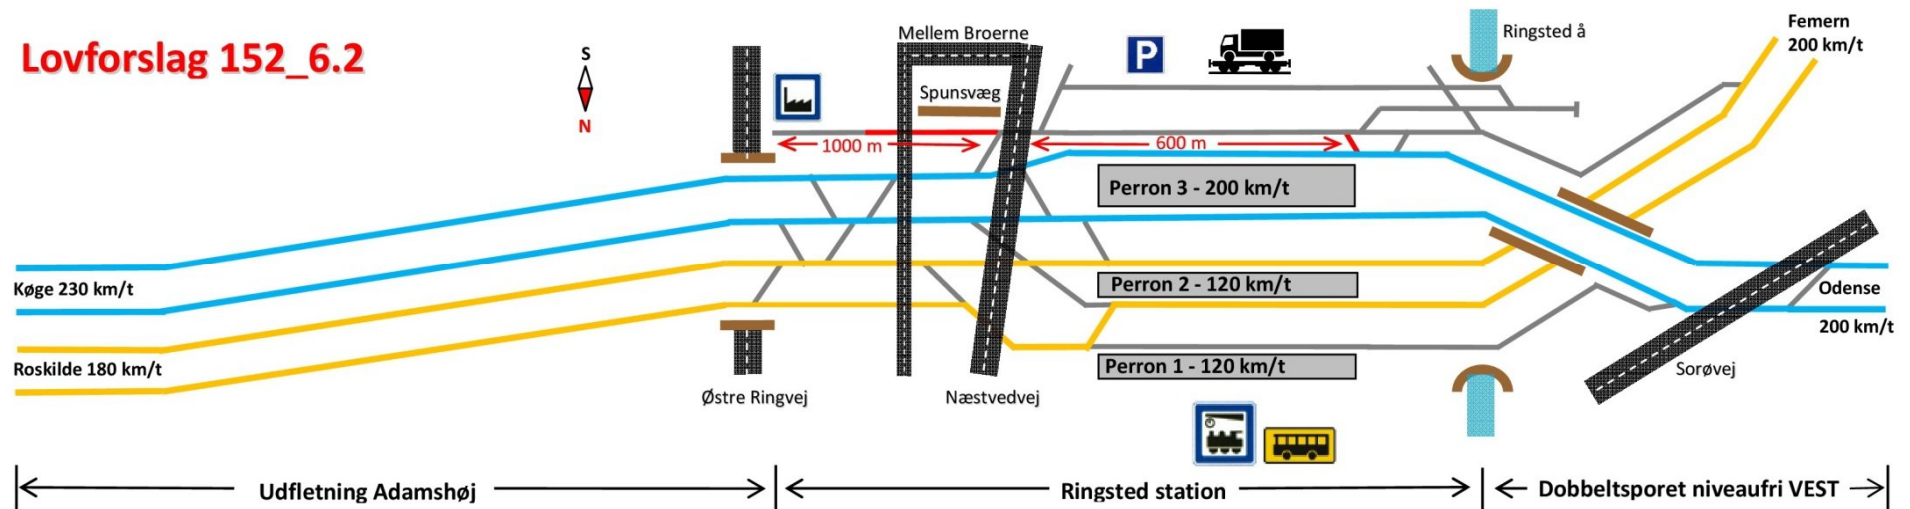 Lovforslag 152_6.2
S
N
Mellem Broerne
Spunsvæg
P
Ringsted å
Femern
200 km/t
1000 m
600 m
Perron 3 - 200 km/t
Køge 230 km/t
Perron 2 - 120 km/t
Odense
200 km/t
Roskilde 180 km/t
Perron 1 - 120 km/t
Sorøvej
Østre Ringvej
Næstvedvej
Udfletning Adamshøj
Ringsted station
Dobbeltsporet niveaufri VEST